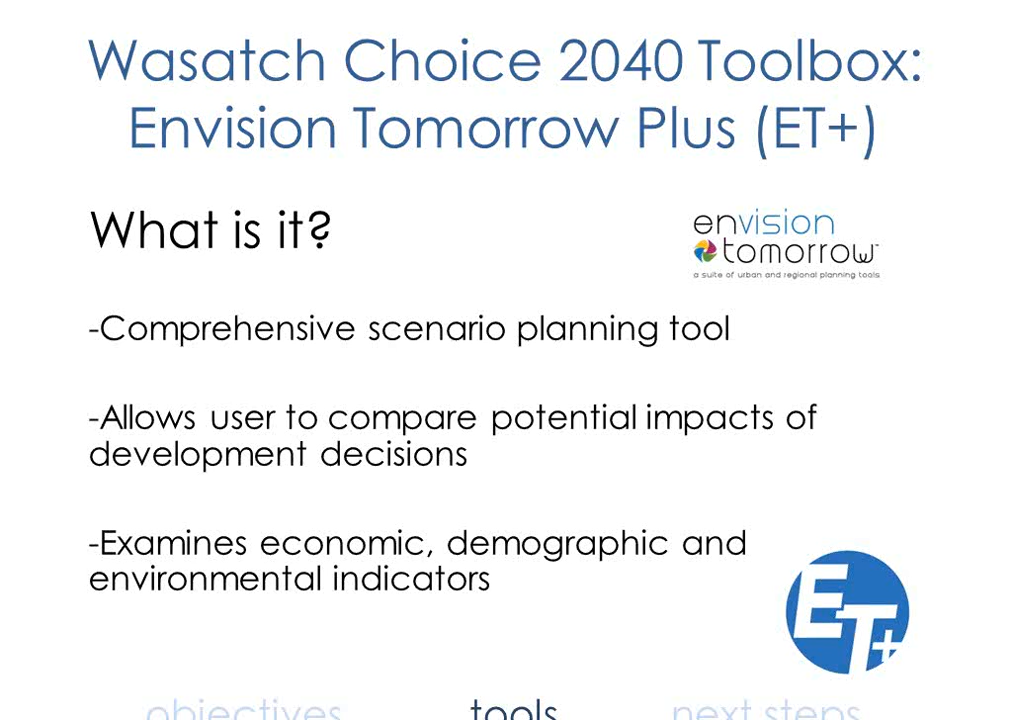 Wasatch Choice 2040 Toolbox:
Envision Tomorrow Plus (ET+)
What is it?
envision
tomorrow™
a suite of urban and regional planning tools
-Comprehensive scenario planning tool
-Allows user to compare potential impacts of
development decisions
-Examines economic, demographic and
environmental indicators
ET+
objectives tools next steps